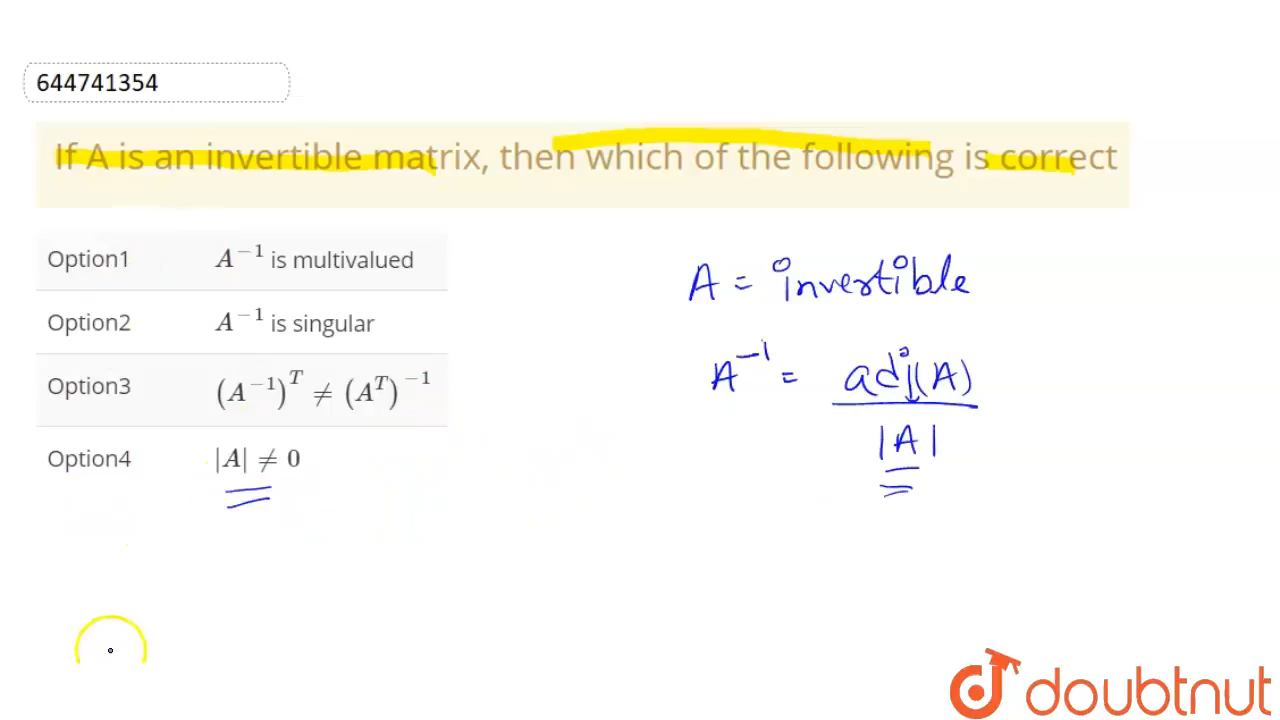 644741354
If A is an invertible matrix, then which of the following is correct
Option1 A⁻¹ is multivalued
Option2 A⁻¹ is singular
Option3 (A⁻¹)ᵀ ≠ (Aᵀ)⁻¹
Option4 |A| ≠ 0
A = invertible
A⁻¹ = adj(A)
|A|
doubtnut